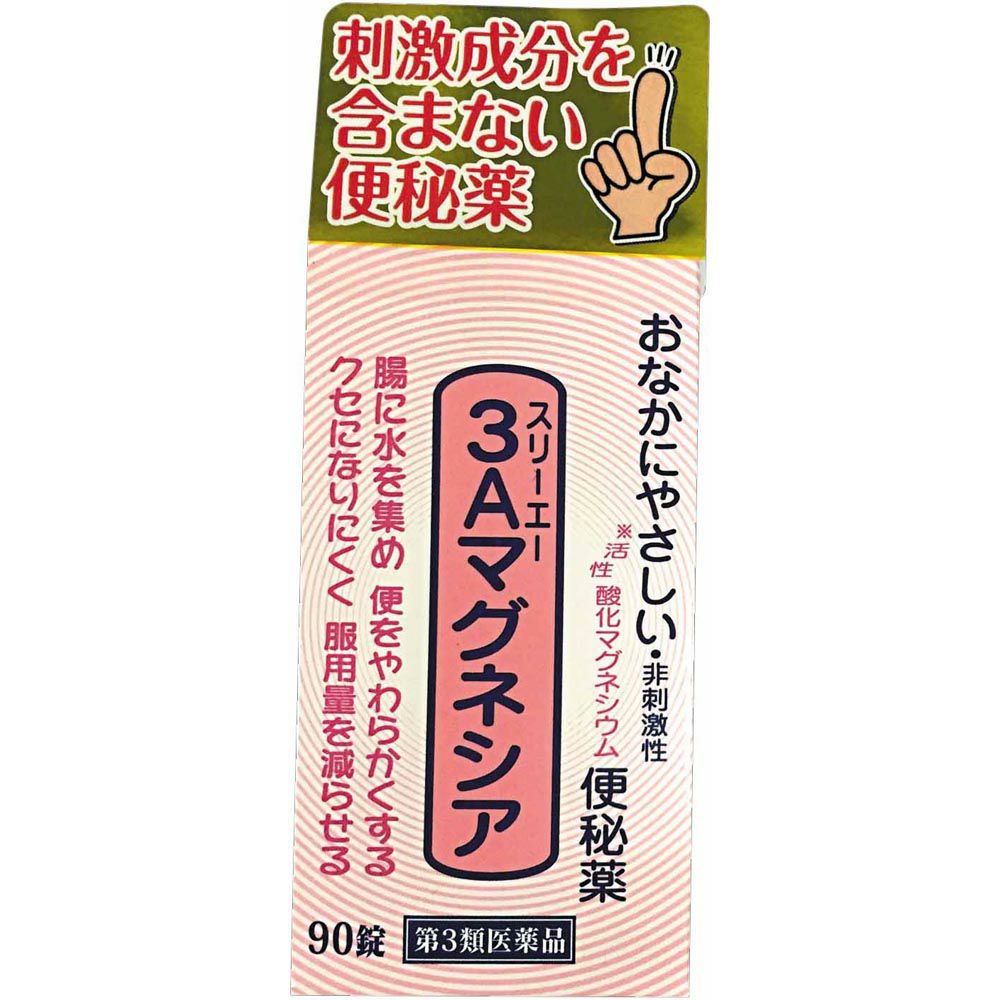 刺激成分を
含まない
便秘薬
おなかにやさしい・非刺激性
※活性 酸化マグネシウム
便秘薬
スリーエー
3Aマグネシア
腸に水を集め 便をやわらかくする
クセになりにくく 服用量を減らせる
90錠
第3類医薬品